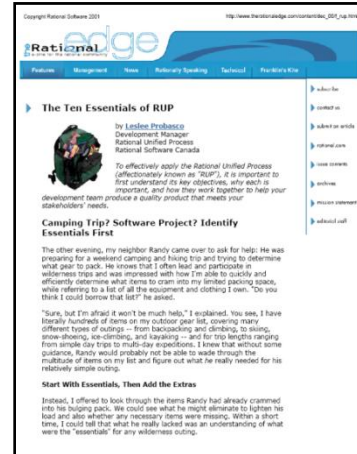 Copyright Rational Software 2001
Rational edge
Features Management News Rationally Speaking Technical Franklin's Kite
The Ten Essentials of RUP
by Leslee Probasco
Development Manager
Rational Unified Process
Rational Software Canada
To effectively apply the Rational Unified Process
(affectionately known as "RUP"), it is important to
first understand its key objectives, why each is
important, and how they work together to help your
development team produce a quality product that meets your
stakeholders' needs.
subscribe
contact us
submit an article
rational.com
issue contents
archives
mission statement
editorial staff
Camping Trip? Software Project? Identify
Essentials First
The other evening, my neighbor Randy came over to ask for help: He was
preparing for a weekend camping and hiking trip and trying to determine
what gear to pack. He knows that I often lead and participate in
wilderness trips and was impressed with how I'm able to quickly and
efficiently determine what items to cram into my limited packing space,
while referring to a list of all the equipment and clothing I own. "Do you
think I could borrow that list?" he asked.
"Sure, but I'm afraid it won't be much help," I explained. You see, I have
literally hundreds of items on my outdoor gear list, covering many
different types of outings -- from backpacking and climbing, to skiing,
snow-shoeing, ice-climbing, and kayaking -- and for trip lengths ranging
from simple day trips to multi-day expeditions. I knew that without some
guidance, Randy would probably not be able to wade through the
multitude of items on my list and figure out what he really needed for his
relatively simple outing.
Start With Essentials, Then Add the Extras
Instead, I offered to look through the items Randy had already crammed
into his bulging pack. We could see what he might eliminate to lighten his
load and also whether any necessary items were missing. Within a short
time, I could tell that what he really lacked was an understanding of what
were the "essentials" for any wilderness outing.